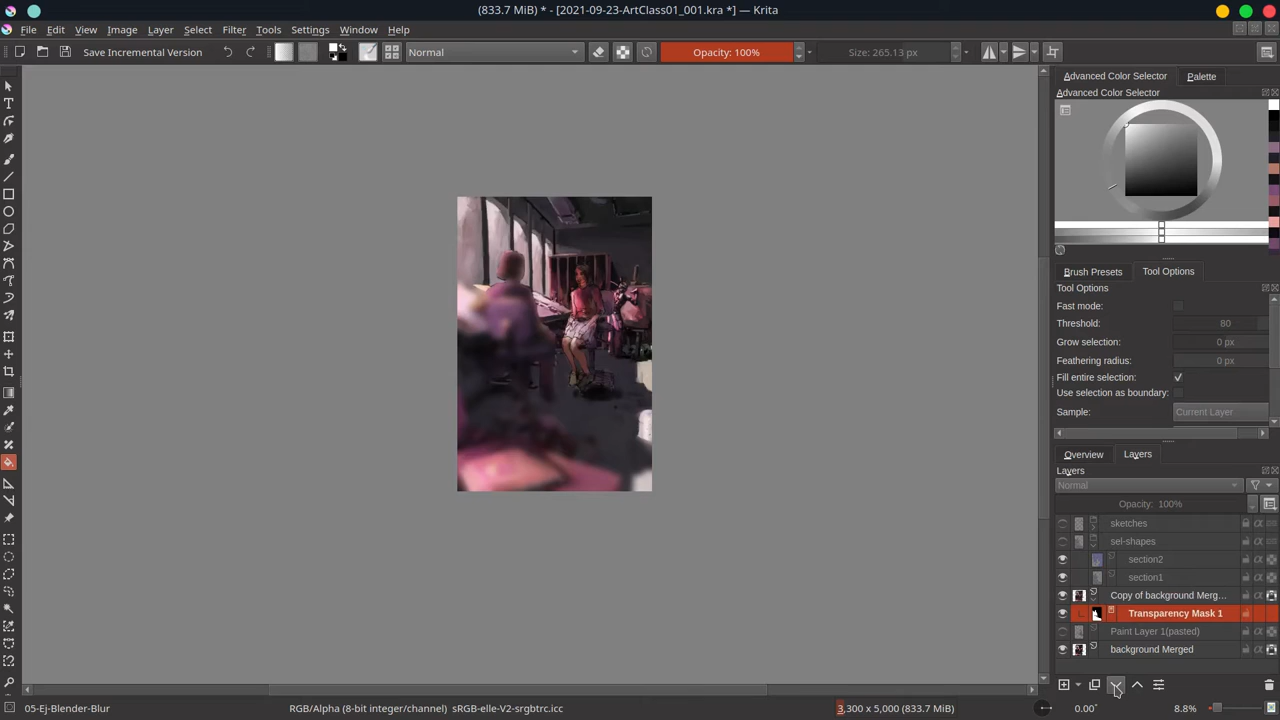 (833.7 MiB) * - [2021-09-23-ArtClass01_001.kra *] — Krita
File Edit View Image Layer Select Filter Tools Settings Window Help
Save Incremental Version Normal Opacity: 100% Size: 265.13 px
Advanced Color Selector Palette
Advanced Color Selector
Brush Presets Tool Options
Tool Options
Fast mode:
Threshold: 80
Grow selection: 0 px
Feathering radius: 0 px
Fill entire selection:
Use selection as boundary:
Sample: Current Layer
Overview Layers
Layers
Normal
Opacity: 100%
sketches
sel-shapes
section2
section1
Copy of background Merg...
Transparency Mask 1
Paint Layer 1(pasted)
background Merged
05-Ej-Blender-Blur RGB/Alpha (8-bit integer/channel) sRGB-elle-V2-srgbtrc.icc 3,300 x 5,000 (833.7 MiB) 0.00° 8.8%